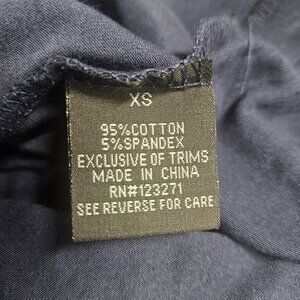 XS
95%COTTON
5%SPANDEX
EXCLUSIVE OF TRIMS
MADE IN CHINA
RN#123271
SEE REVERSE FOR CARE